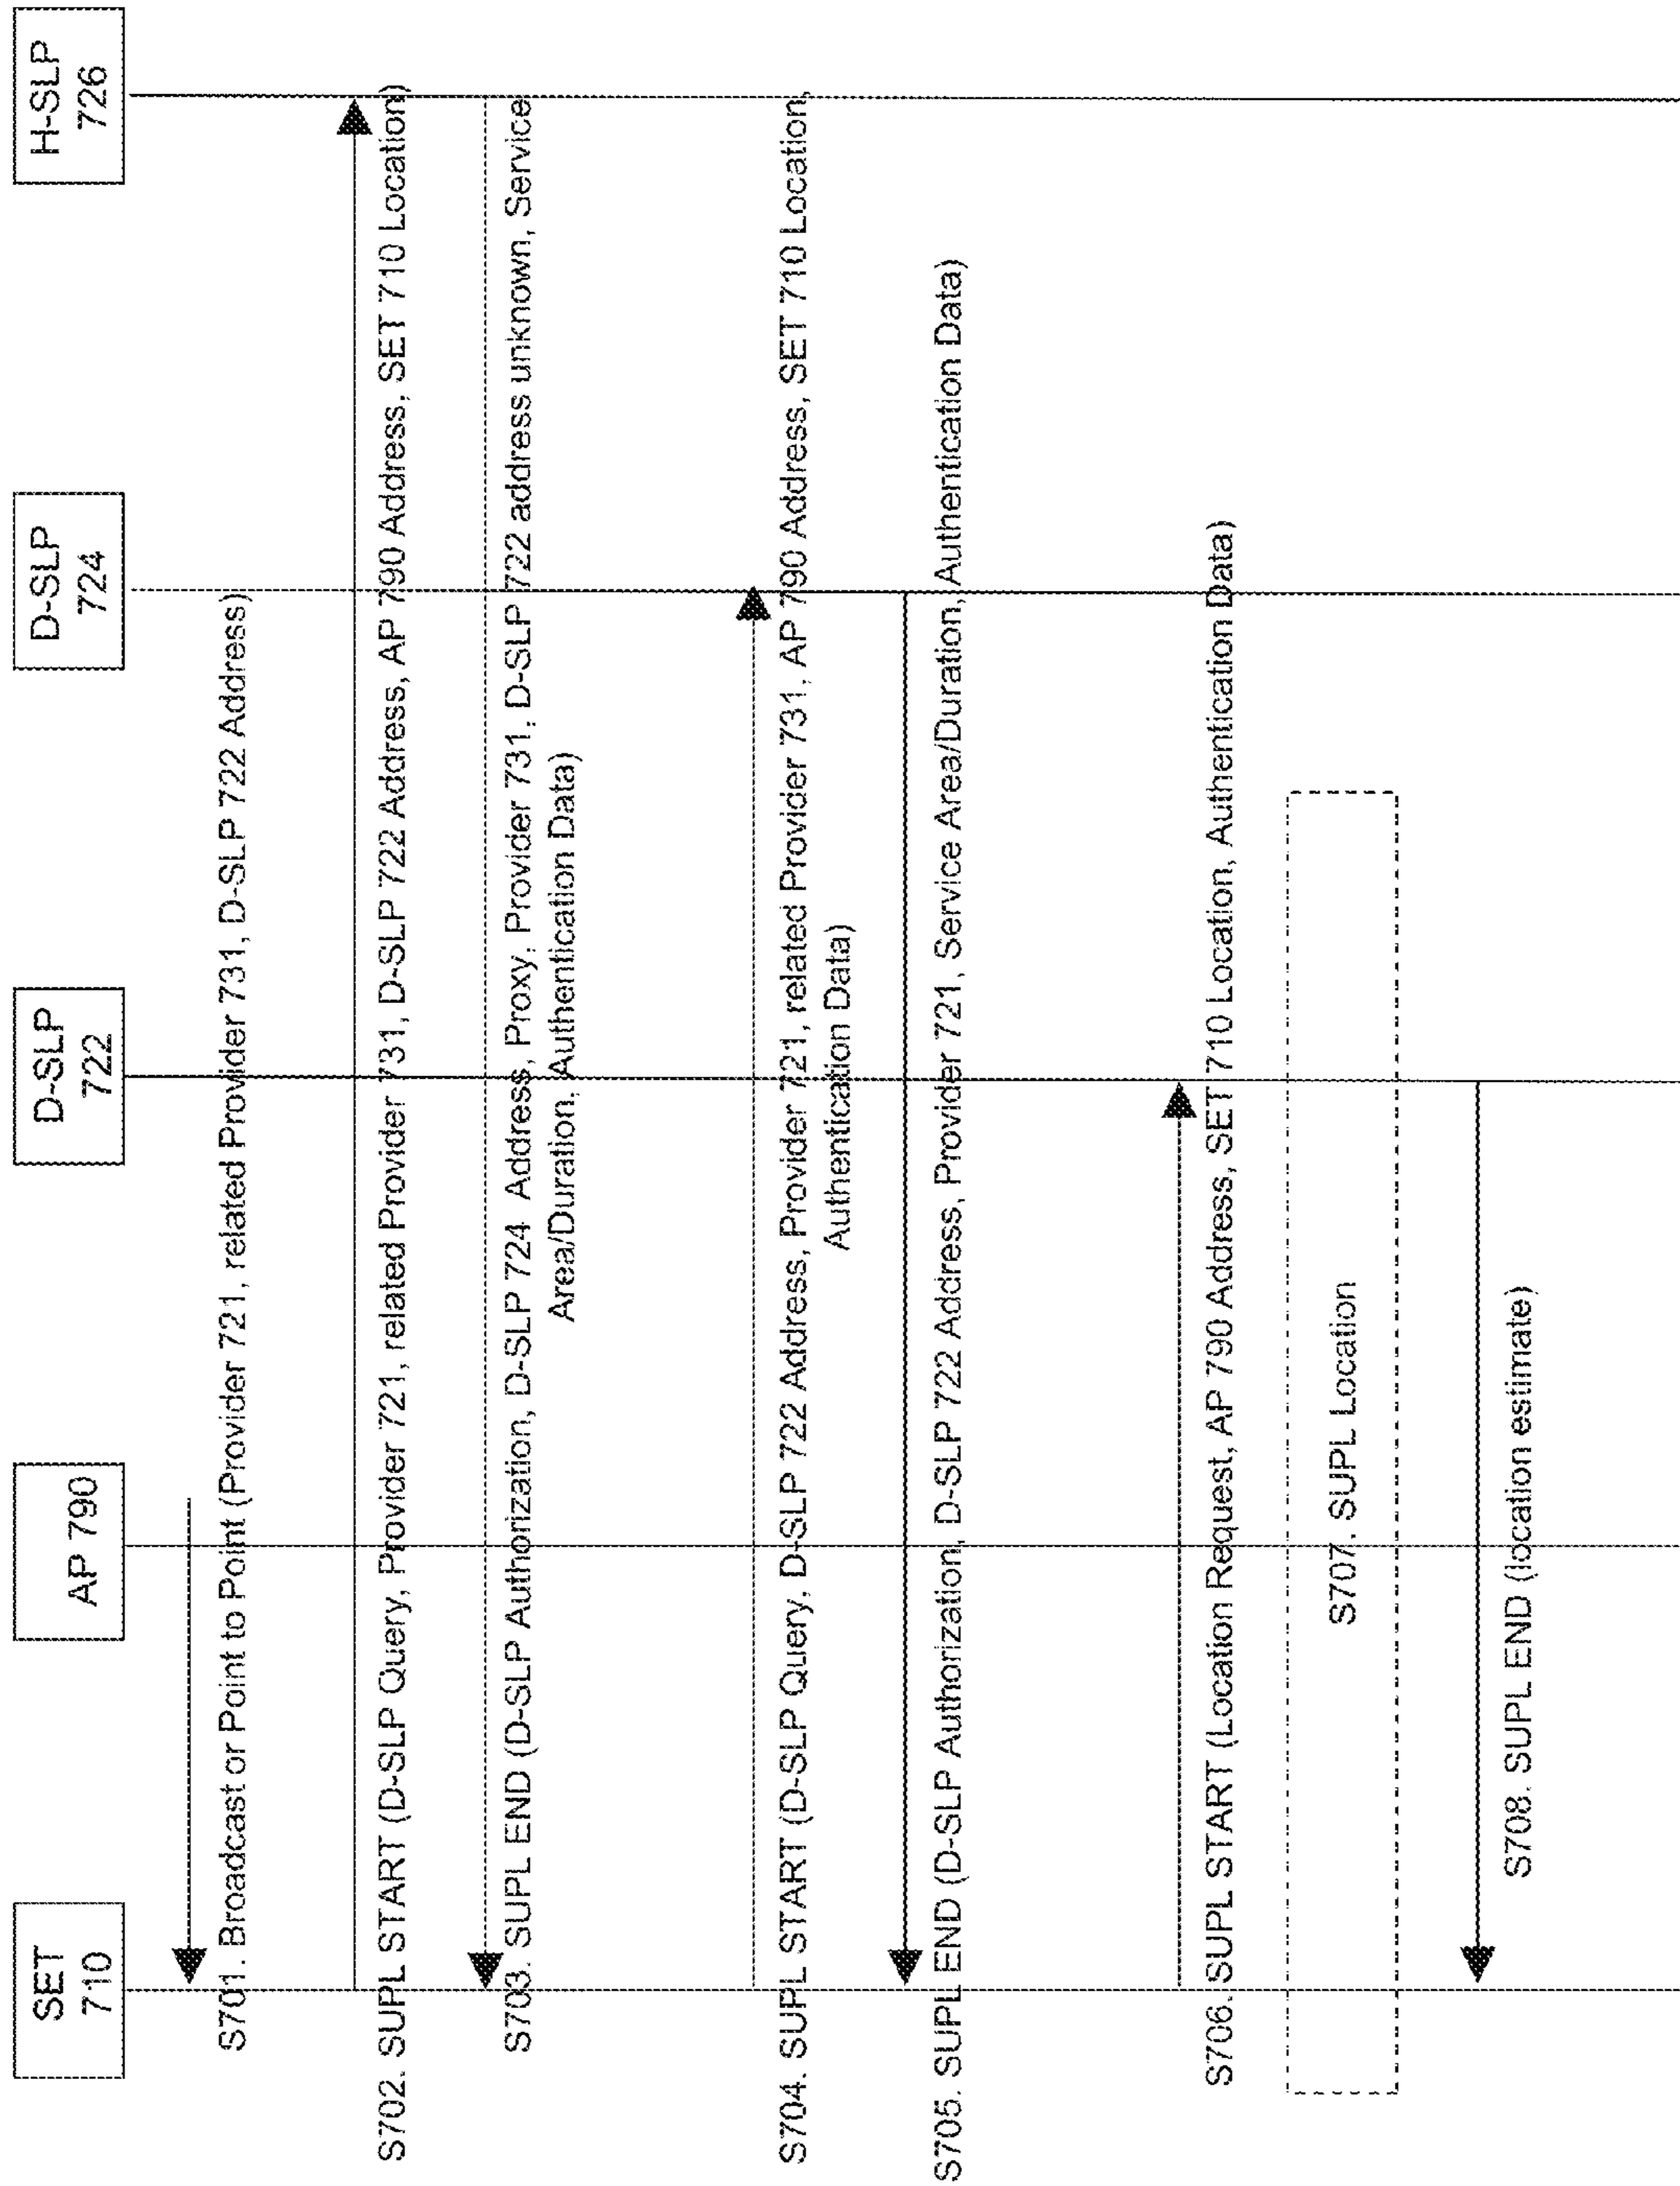 SET
710
AP 790
D-SLP
722
D-SLP
724
H-SLP
726
S701. Broadcast or Point to Point (Provider 721, related Provider 731, D-SLP 722 Address)
S702. SUPL START (D-SLP Query, Provider 721, related Provider 731, D-SLP 722 Address, AP 790 Address, SET 710 Location)
S703. SUPL END (D-SLP Authorization, D-SLP 724 Address, Proxy, Provider 731, D-SLP 722 address unknown, Service
Area/Duration, Authentication Data)
S704. SUPL START (D-SLP Query, D-SLP 722 Address, Provider 721, related Provider 731, AP 790 Address, SET 710 Location,
Authentication Data)
S705. SUPL END (D-SLP Authorization, D-SLP 722 Address, Provider 721, Service Area/Duration, Authentication Data)
S706. SUPL START (Location Request, AP 790 Address, SET 710 Location, Authentication Data)
S707. SUPL Location
S708. SUPL END (location estimate)